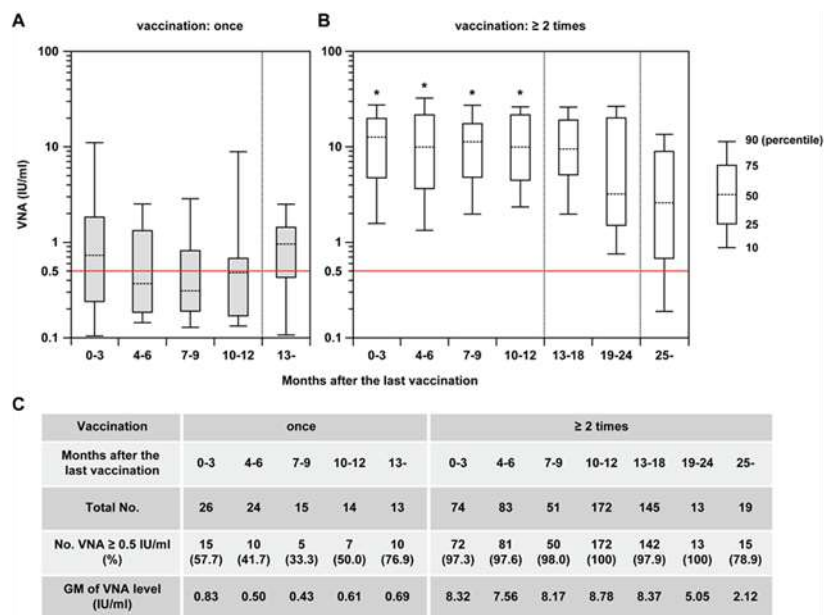 A
vaccination: once
B
vaccination: ≥ 2 times
100
10
1
0.5
0.1
VNA (IU/ml)
0-3 4-6 7-9 10-12 13-
100
10
1
0.5
0.1
* * * *
0-3 4-6 7-9 10-12 13-18 19-24 25-
90 (percentile)
75
50
25
10
Months after the last vaccination
C
Vaccination once ≥ 2 times
Months after the
last vaccination
0-3 4-6 7-9 10-12 13- 0-3 4-6 7-9 10-12 13-18 19-24 25-
Total No. 26 24 15 14 13 74 83 51 172 145 13 19
No. VNA ≥ 0.5 IU/ml
(%)
15 10 5 7 10 72 81 50 172 142 13 15
(57.7) (41.7) (33.3) (50.0) (76.9) (97.3) (97.6) (98.0) (100) (97.9) (100) (78.9)
GM of VNA level
(IU/ml)
0.83 0.50 0.43 0.61 0.69 8.32 7.56 8.17 8.78 8.37 5.05 2.12